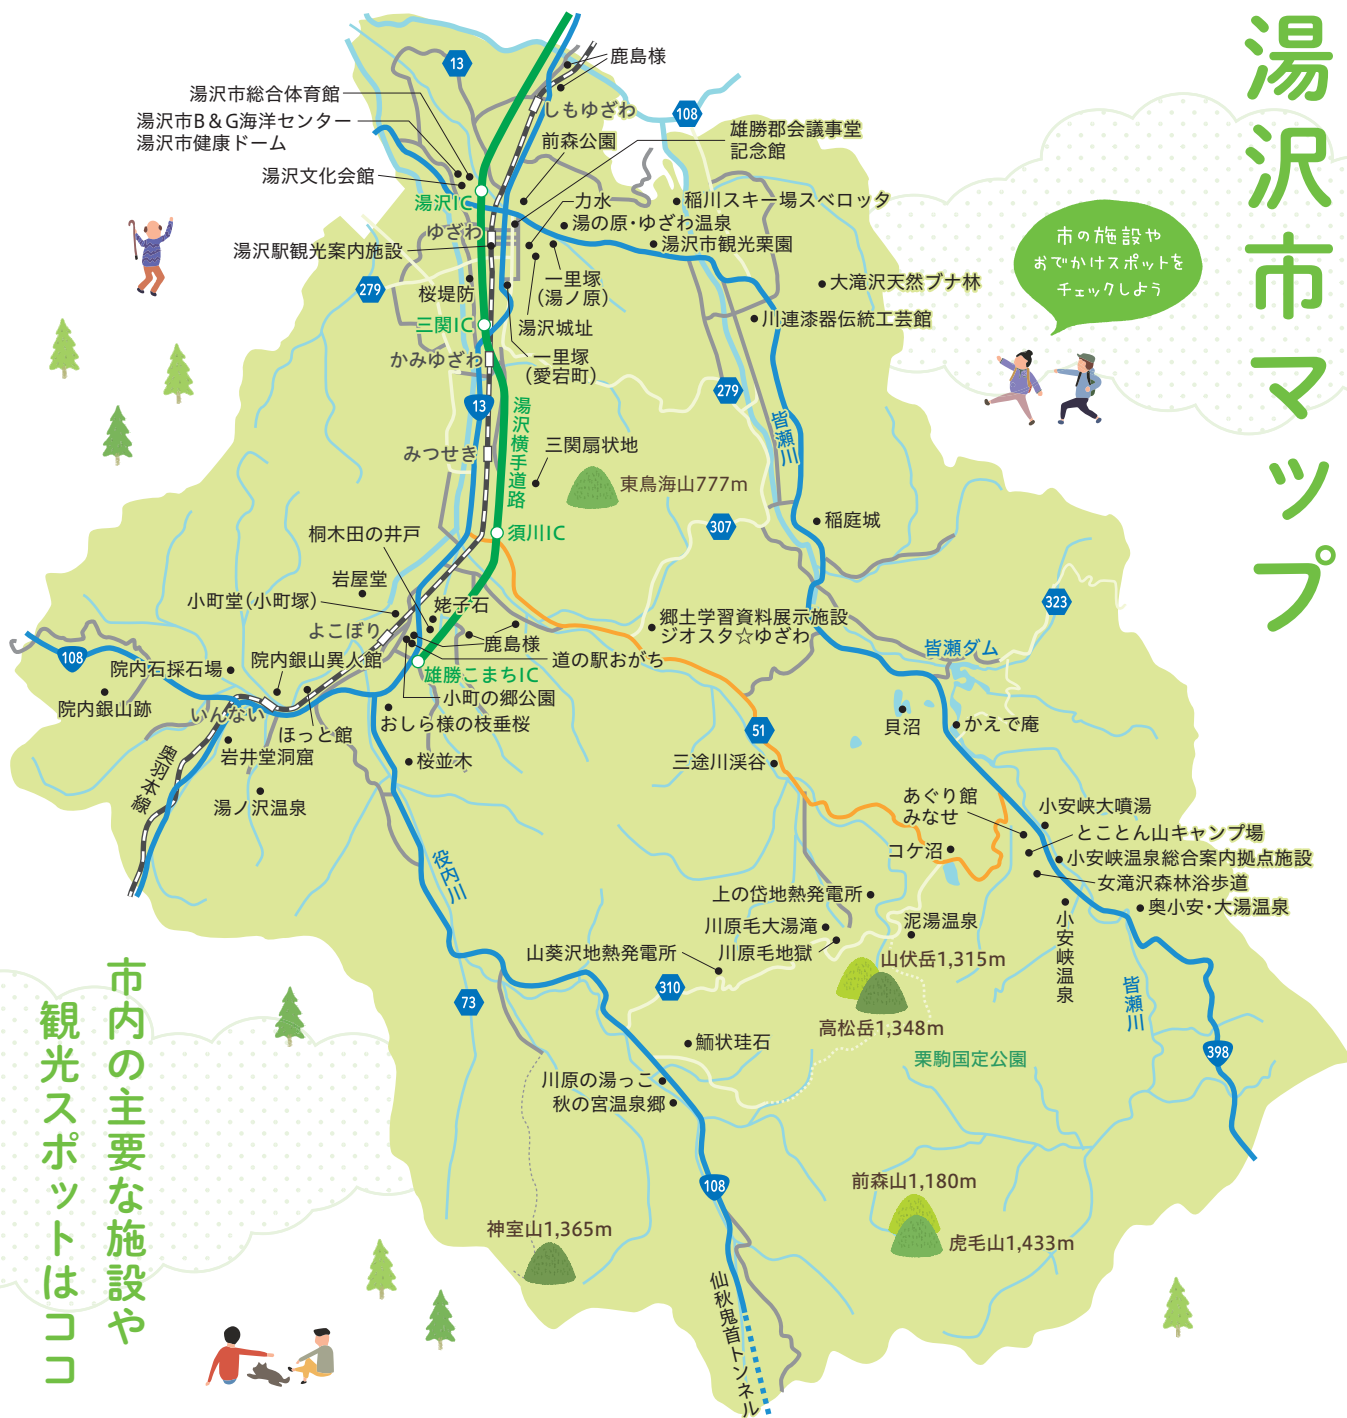 湯沢市マップ
市の施設や
おでかけスポットを
チェックしよう
市内の主要な施設や
観光スポットはココ
13
108
鹿島様
湯沢市総合体育館
しもゆざわ
湯沢市B&G海洋センター
湯沢市健康ドーム
前森公園
雄勝郡会議事堂
記念館
湯沢文化会館
湯沢IC
力水
稲川スキー場スベロッタ
ゆざわ
湯の原・ゆざわ温泉
湯沢駅観光案内施設
湯沢市観光栗園
279
桜堤防
一里塚
(湯ノ原)
大滝沢天然ブナ林
三関IC
湯沢城址
川連漆器伝統工芸館
かみゆざわ
一里塚
(愛宕町)
279
13
湯沢横手道路
皆瀬川
みつせき
三関扇状地
東鳥海山777m
桐木田の井戸
須川IC
307
稲庭城
岩屋堂
小町堂(小町塚)
姥子石
323
よこぼり
鹿島様
郷土学習資料展示施設
ジオスタ☆ゆざわ
108
院内石採石場
院内銀山異人館
道の駅おがち
皆瀬ダム
雄勝こまちIC
院内銀山跡
小町の郷公園
いんない
おしら様の枝垂桜
貝沼
かえで庵
ほっと館
51
岩井堂洞窟
桜並木
三途川渓谷
奥羽本線
湯ノ沢温泉
あぐり館
みなせ
小安峡大噴湯
とことん山キャンプ場
コケ沼
小安峡温泉総合案内拠点施設
役内川
女滝沢森林浴歩道
上の岱地熱発電所
奥小安・大湯温泉
川原毛大湯滝
泥湯温泉
小安峡温泉
山葵沢地熱発電所
川原毛地獄
山伏岳1,315m
310
73
皆瀬川
高松岳1,348m
鮞状珪石
栗駒国定公園
398
川原の湯っこ
秋の宮温泉郷
108
前森山1,180m
神室山1,365m
虎毛山1,433m
仙秋鬼首トンネル